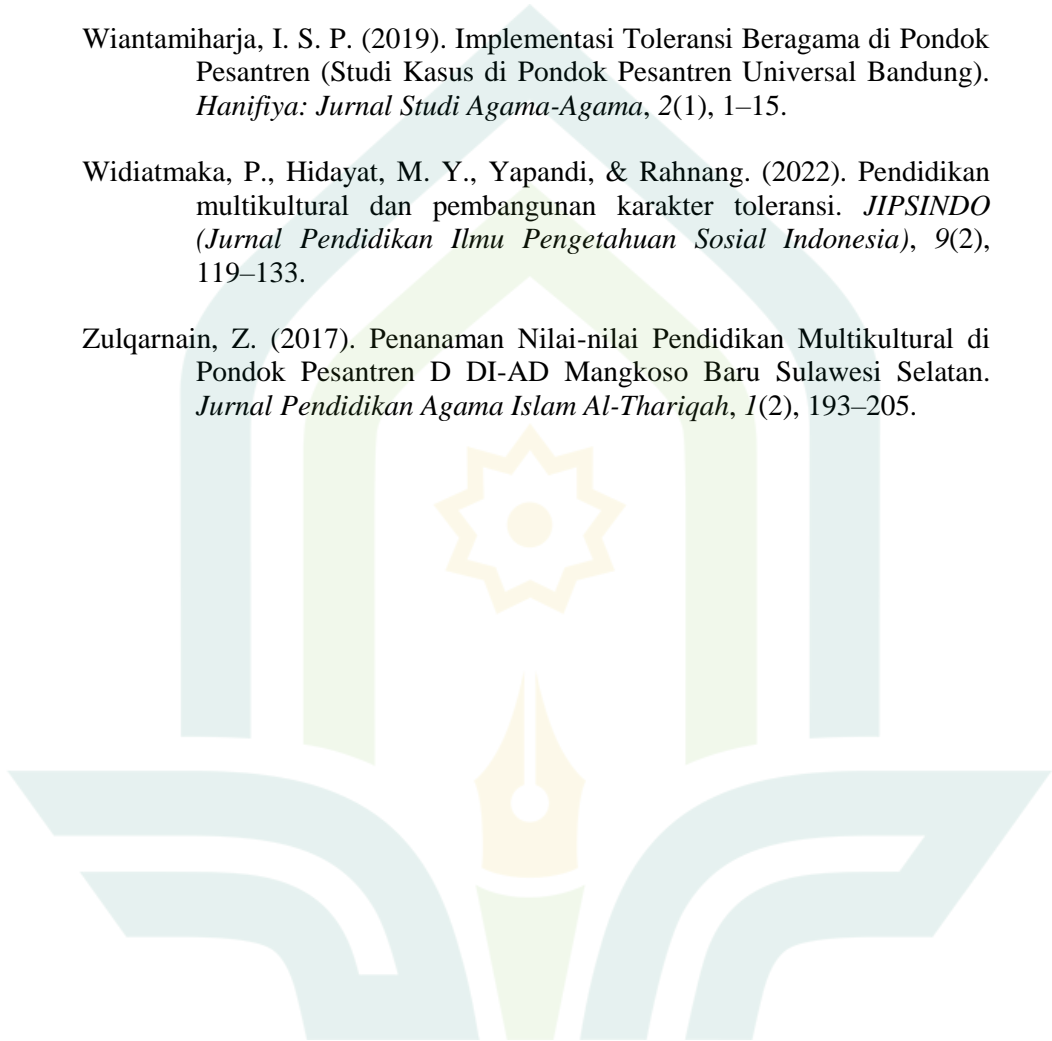 Wiantamiharja, I. S. P. (2019). Implementasi Toleransi Beragama di Pondok
Pesantren (Studi Kasus di Pondok Pesantren Universal Bandung).
Hanifiya: Jurnal Studi Agama-Agama, 2(1), 1–15.
Widiatmaka, P., Hidayat, M. Y., Yapandi, & Rahnang. (2022). Pendidikan
multikultural dan pembangunan karakter toleransi. JIPSINDO
(Jurnal Pendidikan Ilmu Pengetahuan Sosial Indonesia), 9(2),
119–133.
Zulqarnain, Z. (2017). Penanaman Nilai-nilai Pendidikan Multikultural di
Pondok Pesantren D DI-AD Mangkoso Baru Sulawesi Selatan.
Jurnal Pendidikan Agama Islam Al-Thariqah, 1(2), 193–205.